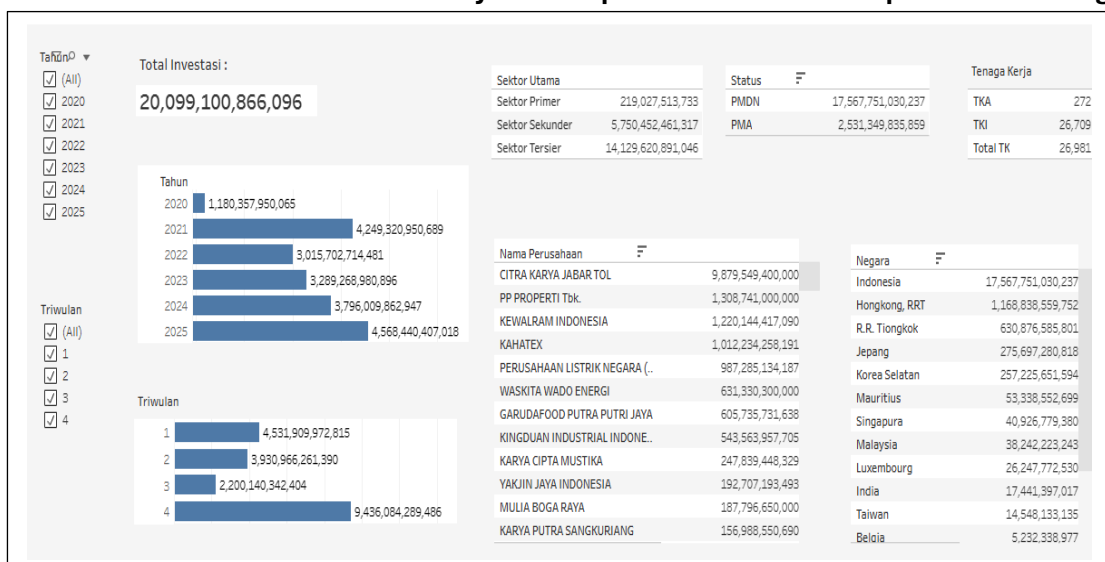 Tahun
(All)
2020
2021
2022
2023
2024
2025
Total Investasi :
20,099,100,866,096
Sektor Utama
Sektor Primer 219,027,513,733
Sektor Sekunder 5,750,452,461,317
Sektor Tersier 14,129,620,891,046
Status
PMDN 17,567,751,030,237
PMA 2,531,349,835,859
Tenaga Kerja
TKA 272
TKI 26,709
Total TK 26,981
Tahun
2020 1,180,357,950,065
2021 4,249,320,950,689
2022 3,015,702,714,481
2023 3,289,268,980,896
2024 3,796,009,862,947
2025 4,568,440,407,018
Triwulan
(All)
1
2
3
4
Triwulan
1 4,531,909,972,815
2 3,930,966,261,390
3 2,200,140,342,404
4 9,436,084,289,486
Nama Perusahaan
CITRA KARYA JABAR TOL 9,879,549,400,000
PP PROPERTI Tbk. 1,308,741,000,000
KEWALRAM INDONESIA 1,220,144,417,090
KAHATEX 1,012,234,258,191
PERUSAHAAN LISTRIK NEGARA (.. 987,285,134,187
WASKITA WADO ENERGI 631,330,300,000
GARUDAFOOD PUTRA PUTRI JAYA 605,735,731,638
KINGDUAN INDUSTRIAL INDONE.. 543,563,957,705
KARYA CIPTA MUSTIKA 247,839,448,329
YAKJIN JAYA INDONESIA 192,707,193,493
MULIA BOGA RAYA 187,796,650,000
KARYA PUTRA SANGKURIANG 156,988,550,690
Negara
Indonesia 17,567,751,030,237
Hongkong, RRT 1,168,838,559,752
R.R. Tiongkok 630,876,585,801
Jepang 275,697,280,818
Korea Selatan 257,225,651,594
Mauritius 53,338,552,699
Singapura 40,926,779,380
Malaysia 38,242,223,243
Luxembourg 26,247,772,530
India 17,441,397,017
Taiwan 14,548,133,135
Belgia 5,232,338,977